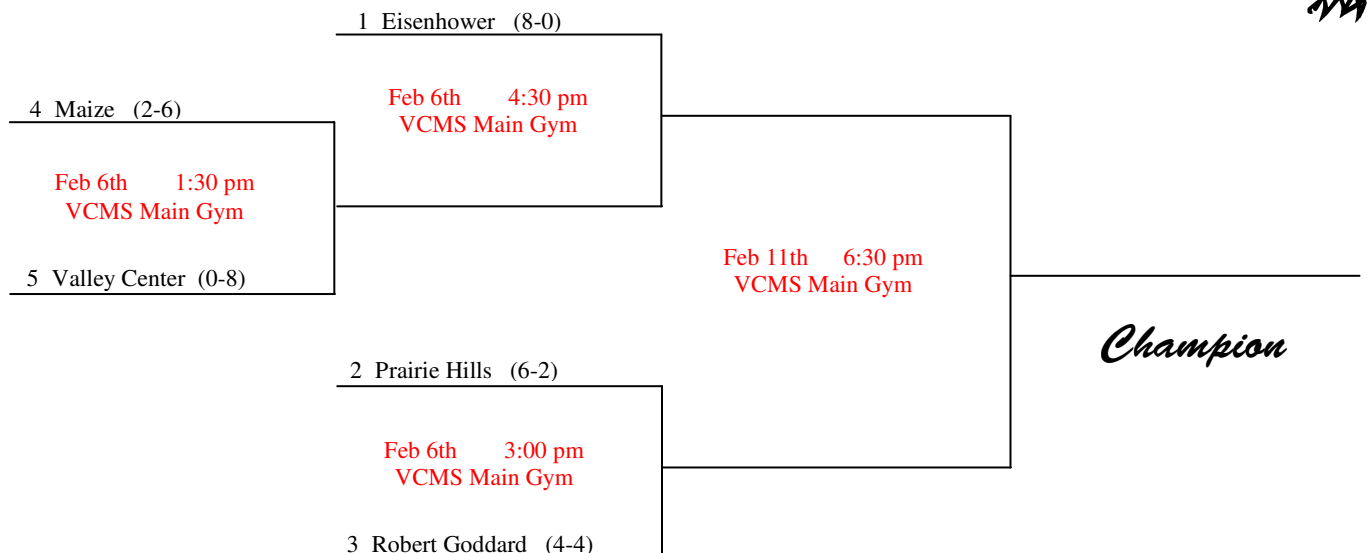 1 Eisenhower (8-0)
Feb 6th 4:30 pm
VCMS Main Gym
4 Maize (2-6)
Feb 6th 1:30 pm
VCMS Main Gym
5 Valley Center (0-8)
Feb 11th 6:30 pm
VCMS Main Gym
Champion
2 Prairie Hills (6-2)
Feb 6th 3:00 pm
VCMS Main Gym
3 Robert Goddard (4-4)